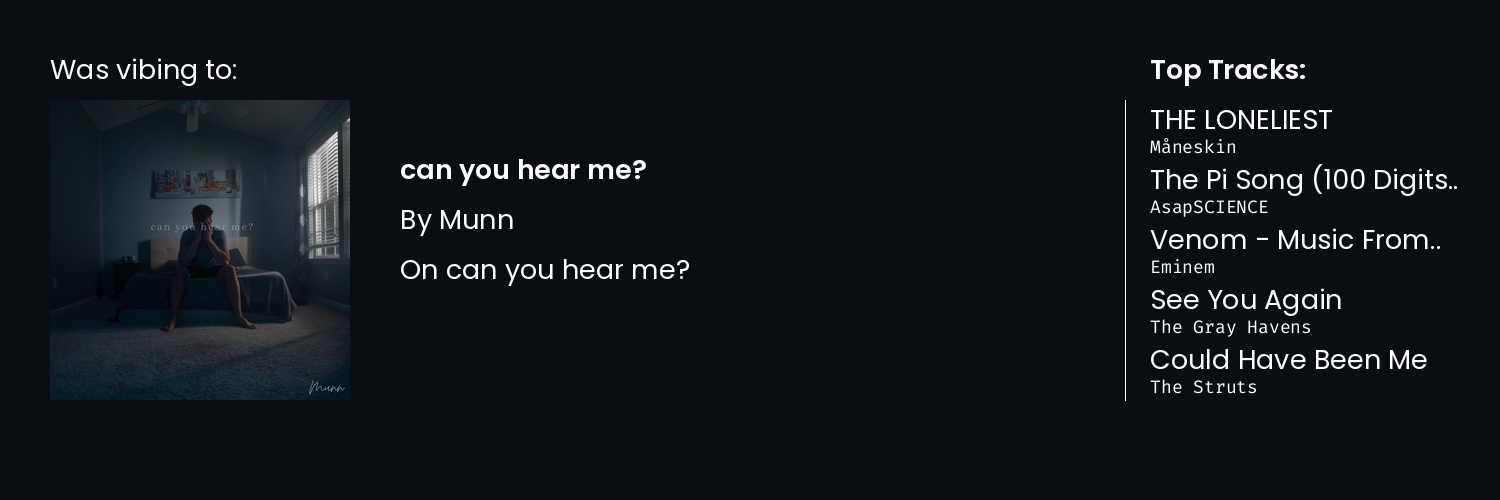 Was vibing to:
can you hear me?
Munn
can you hear me?
By Munn
On can you hear me?
Top Tracks:
THE LONELIEST
Måneskin
The Pi Song (100 Digits..
AsapSCIENCE
Venom - Music From..
Eminem
See You Again
The Gray Havens
Could Have Been Me
The Struts